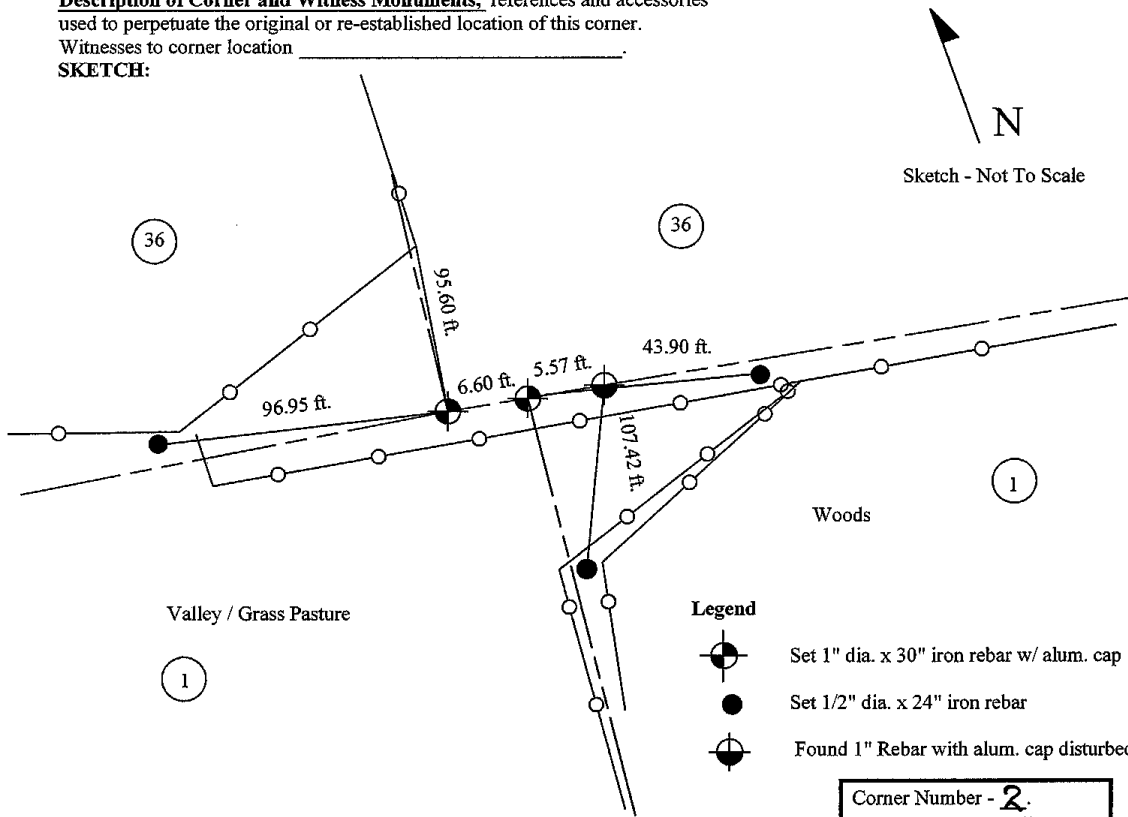 Description of Corner and Witness Monuments, references and accessories
used to perpetuate the original or re-established location of this corner.
Witnesses to corner location
SKETCH:
N
Sketch - Not To Scale
36
36
95.60 ft.
43.90 ft.
5.57 ft.
6.60 ft.
96.95 ft.
107.42 ft.
1
Woods
Valley / Grass Pasture
1
Legend
Set 1" dia. x 30" iron rebar w/ alum. cap
Set 1/2" dia. x 24" iron rebar
Found 1" Rebar with alum. cap disturbed
Corner Number - 2.